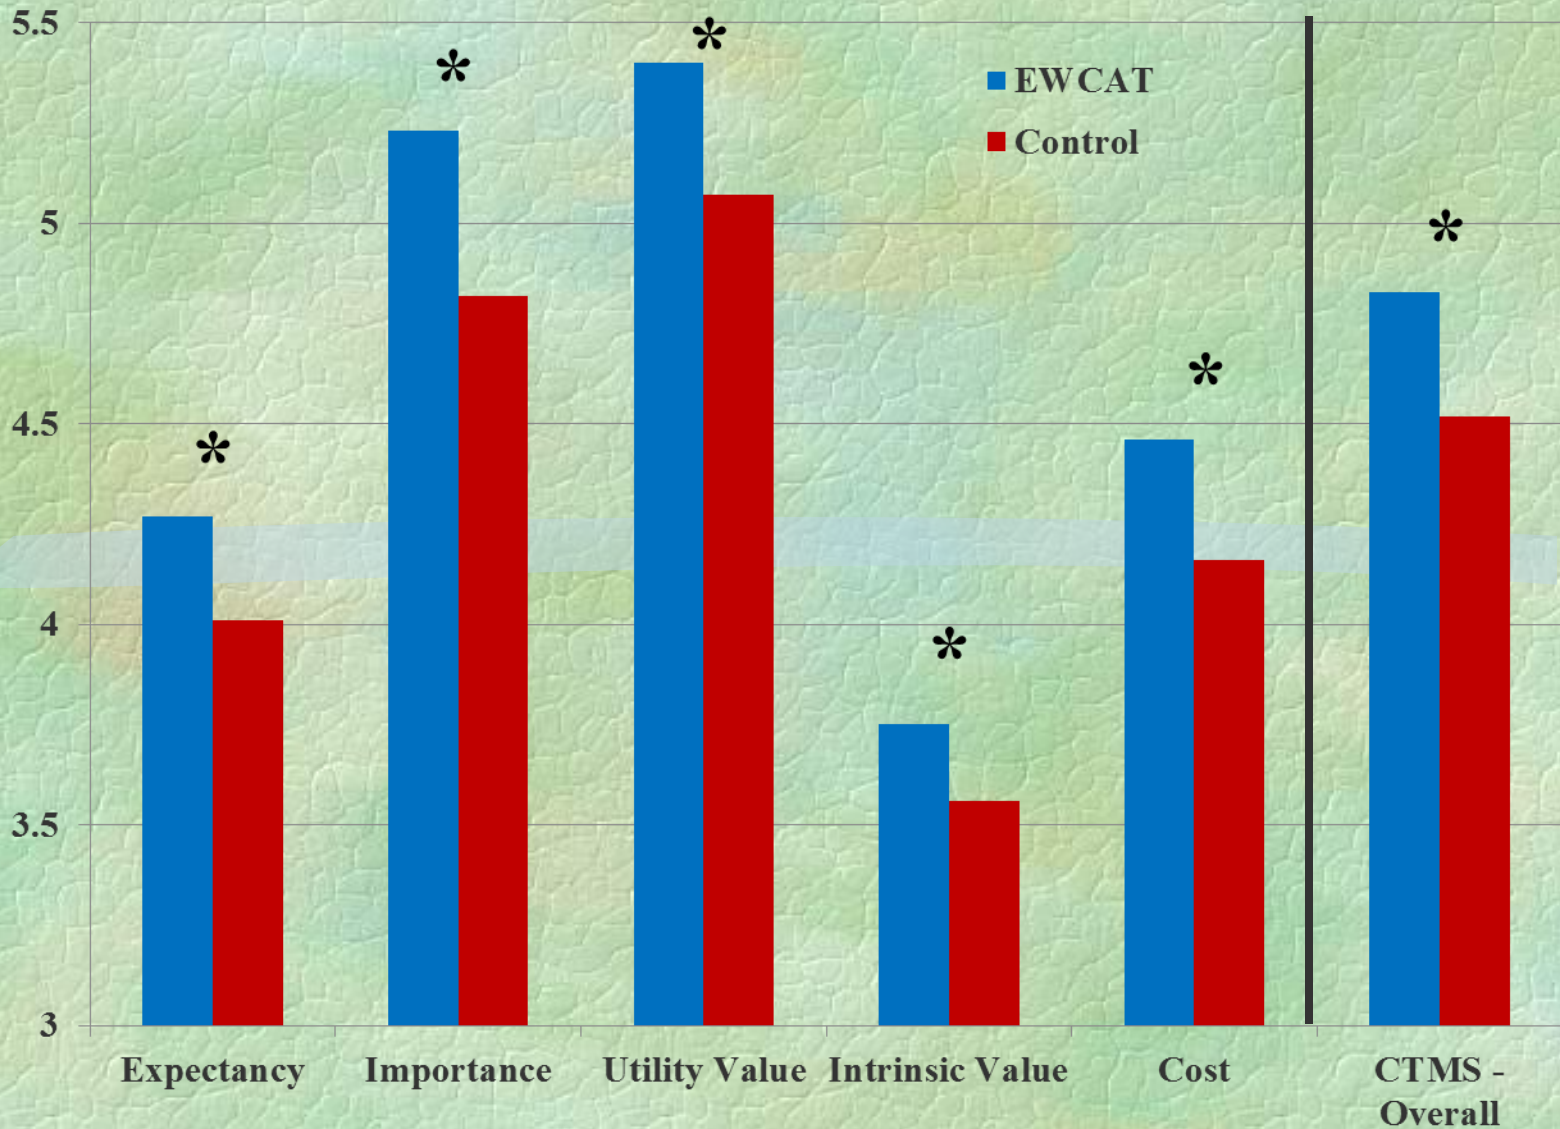 5.5
5
4.5
4
3.5
3
*
*
*
*
*
*
EWCAT
Control
Expectancy
Importance
Utility Value
Intrinsic Value
Cost
CTMS -
Overall